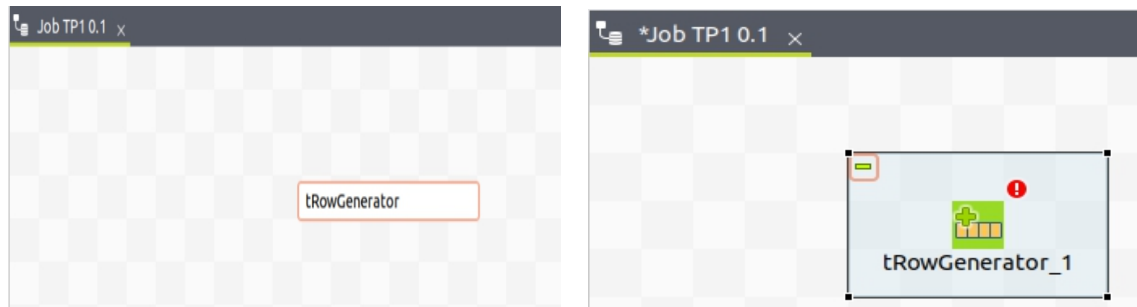 Job TP1 0.1 x
tRowGenerator
*Job TP1 0.1 x
tRowGenerator_1